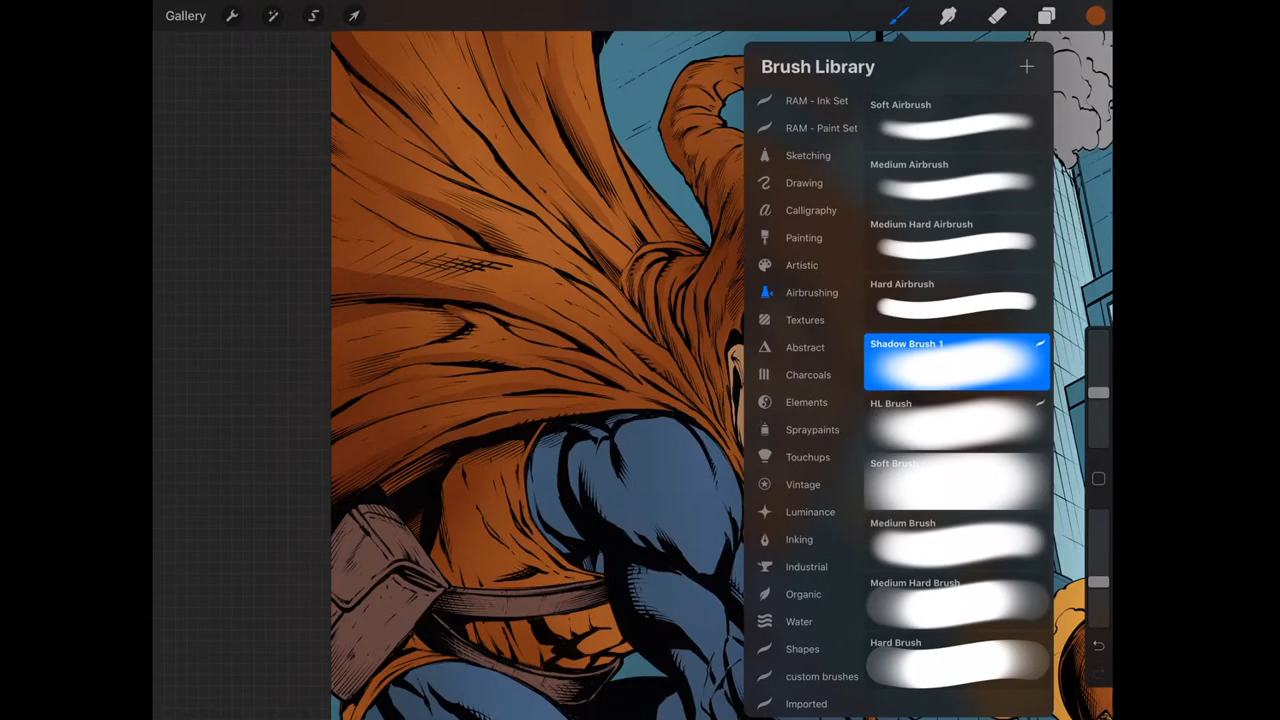 Gallery
Brush Library
RAM - Ink Set
RAM - Paint Set
Sketching
Drawing
Calligraphy
Painting
Artistic
Airbrushing
Textures
Abstract
Charcoals
Elements
Spraypaints
Touchups
Vintage
Luminance
Inking
Industrial
Organic
Water
Shapes
custom brushes
Imported
Soft Airbrush
Medium Airbrush
Medium Hard Airbrush
Hard Airbrush
Shadow Brush 1
HL Brush
Soft Brush
Medium Brush
Medium Hard Brush
Hard Brush